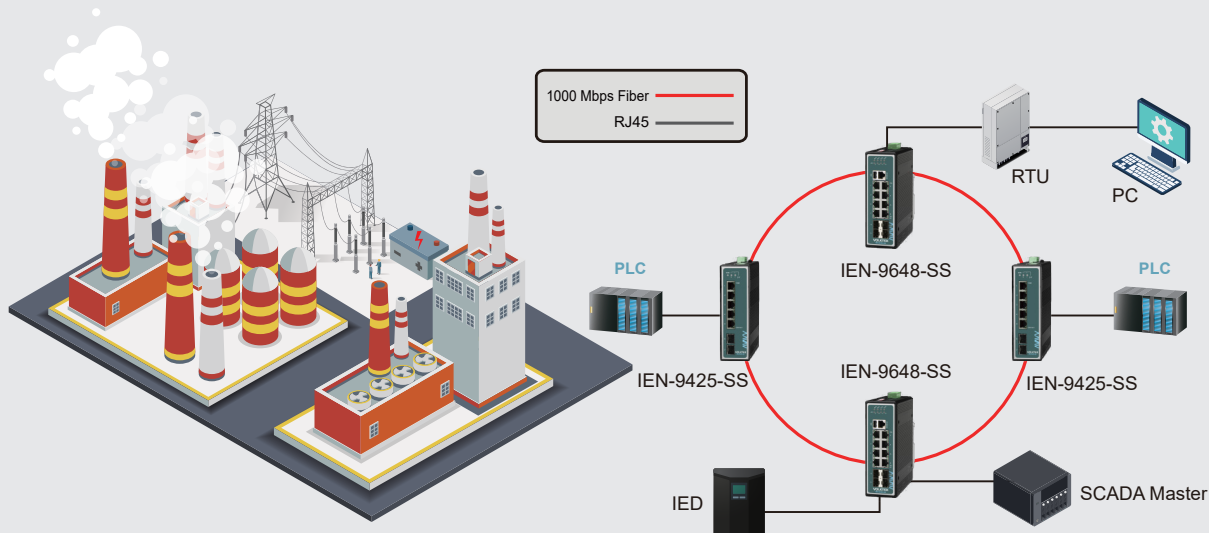 1000 Mbps Fiber
RJ45
RTU
PC
IEN-9648-SS
PLC
PLC
IEN-9425-SS
IEN-9648-SS
IEN-9425-SS
IED
SCADA Master